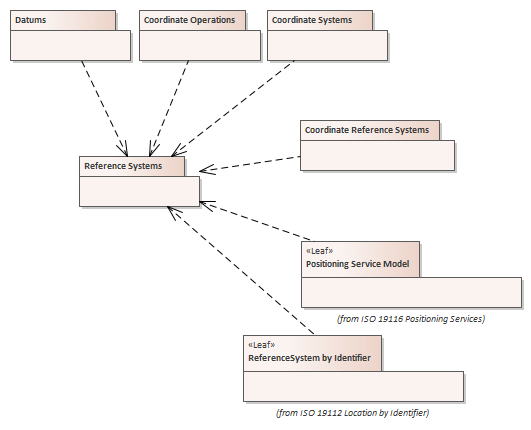 Datums
Coordinate Operations
Coordinate Systems
Coordinate Reference Systems
Reference Systems
«Leaf»
Positioning Service Model
(from ISO 19116 Positioning Services)
«Leaf»
ReferenceSystem by Identifier
(from ISO 19112 Location by Identifier)